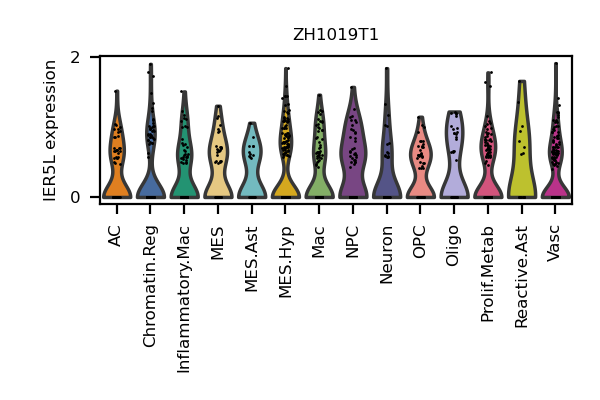 ZH1019T1
IER5L expression
2
0
AC
Chromatin.Reg
Inflammatory.Mac
MES
MES.Ast
MES.Hyp
Mac
NPC
Neuron
OPC
Oligo
Prolif.Metab
Reactive.Ast
Vasc